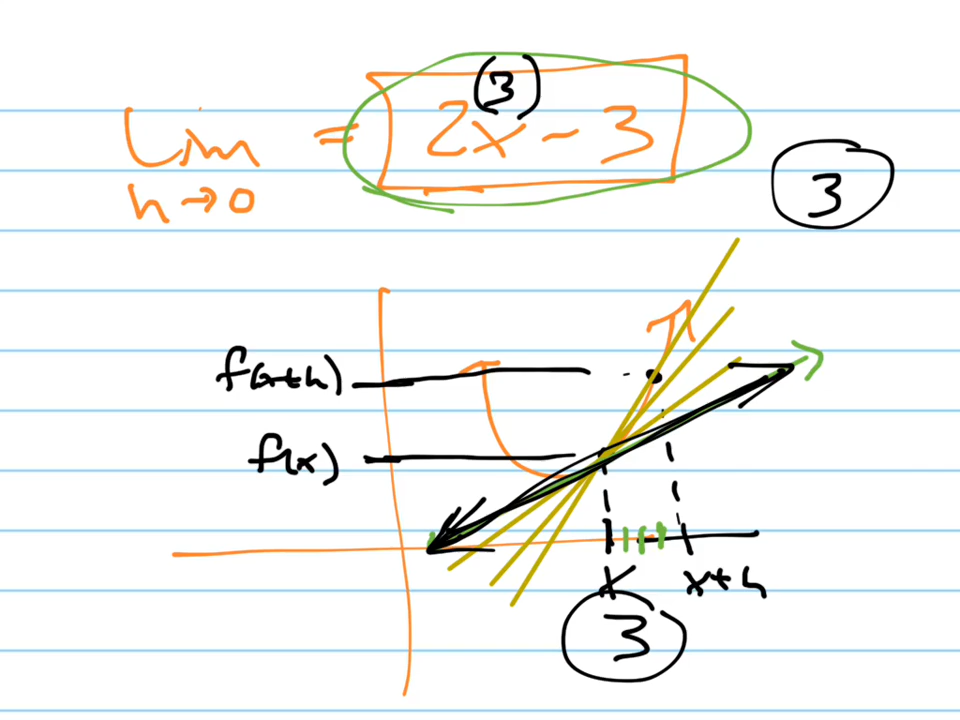 (3)
Lim = 2x - 3
h → 0
3
f(x+h)
f(x)
x x+h
3